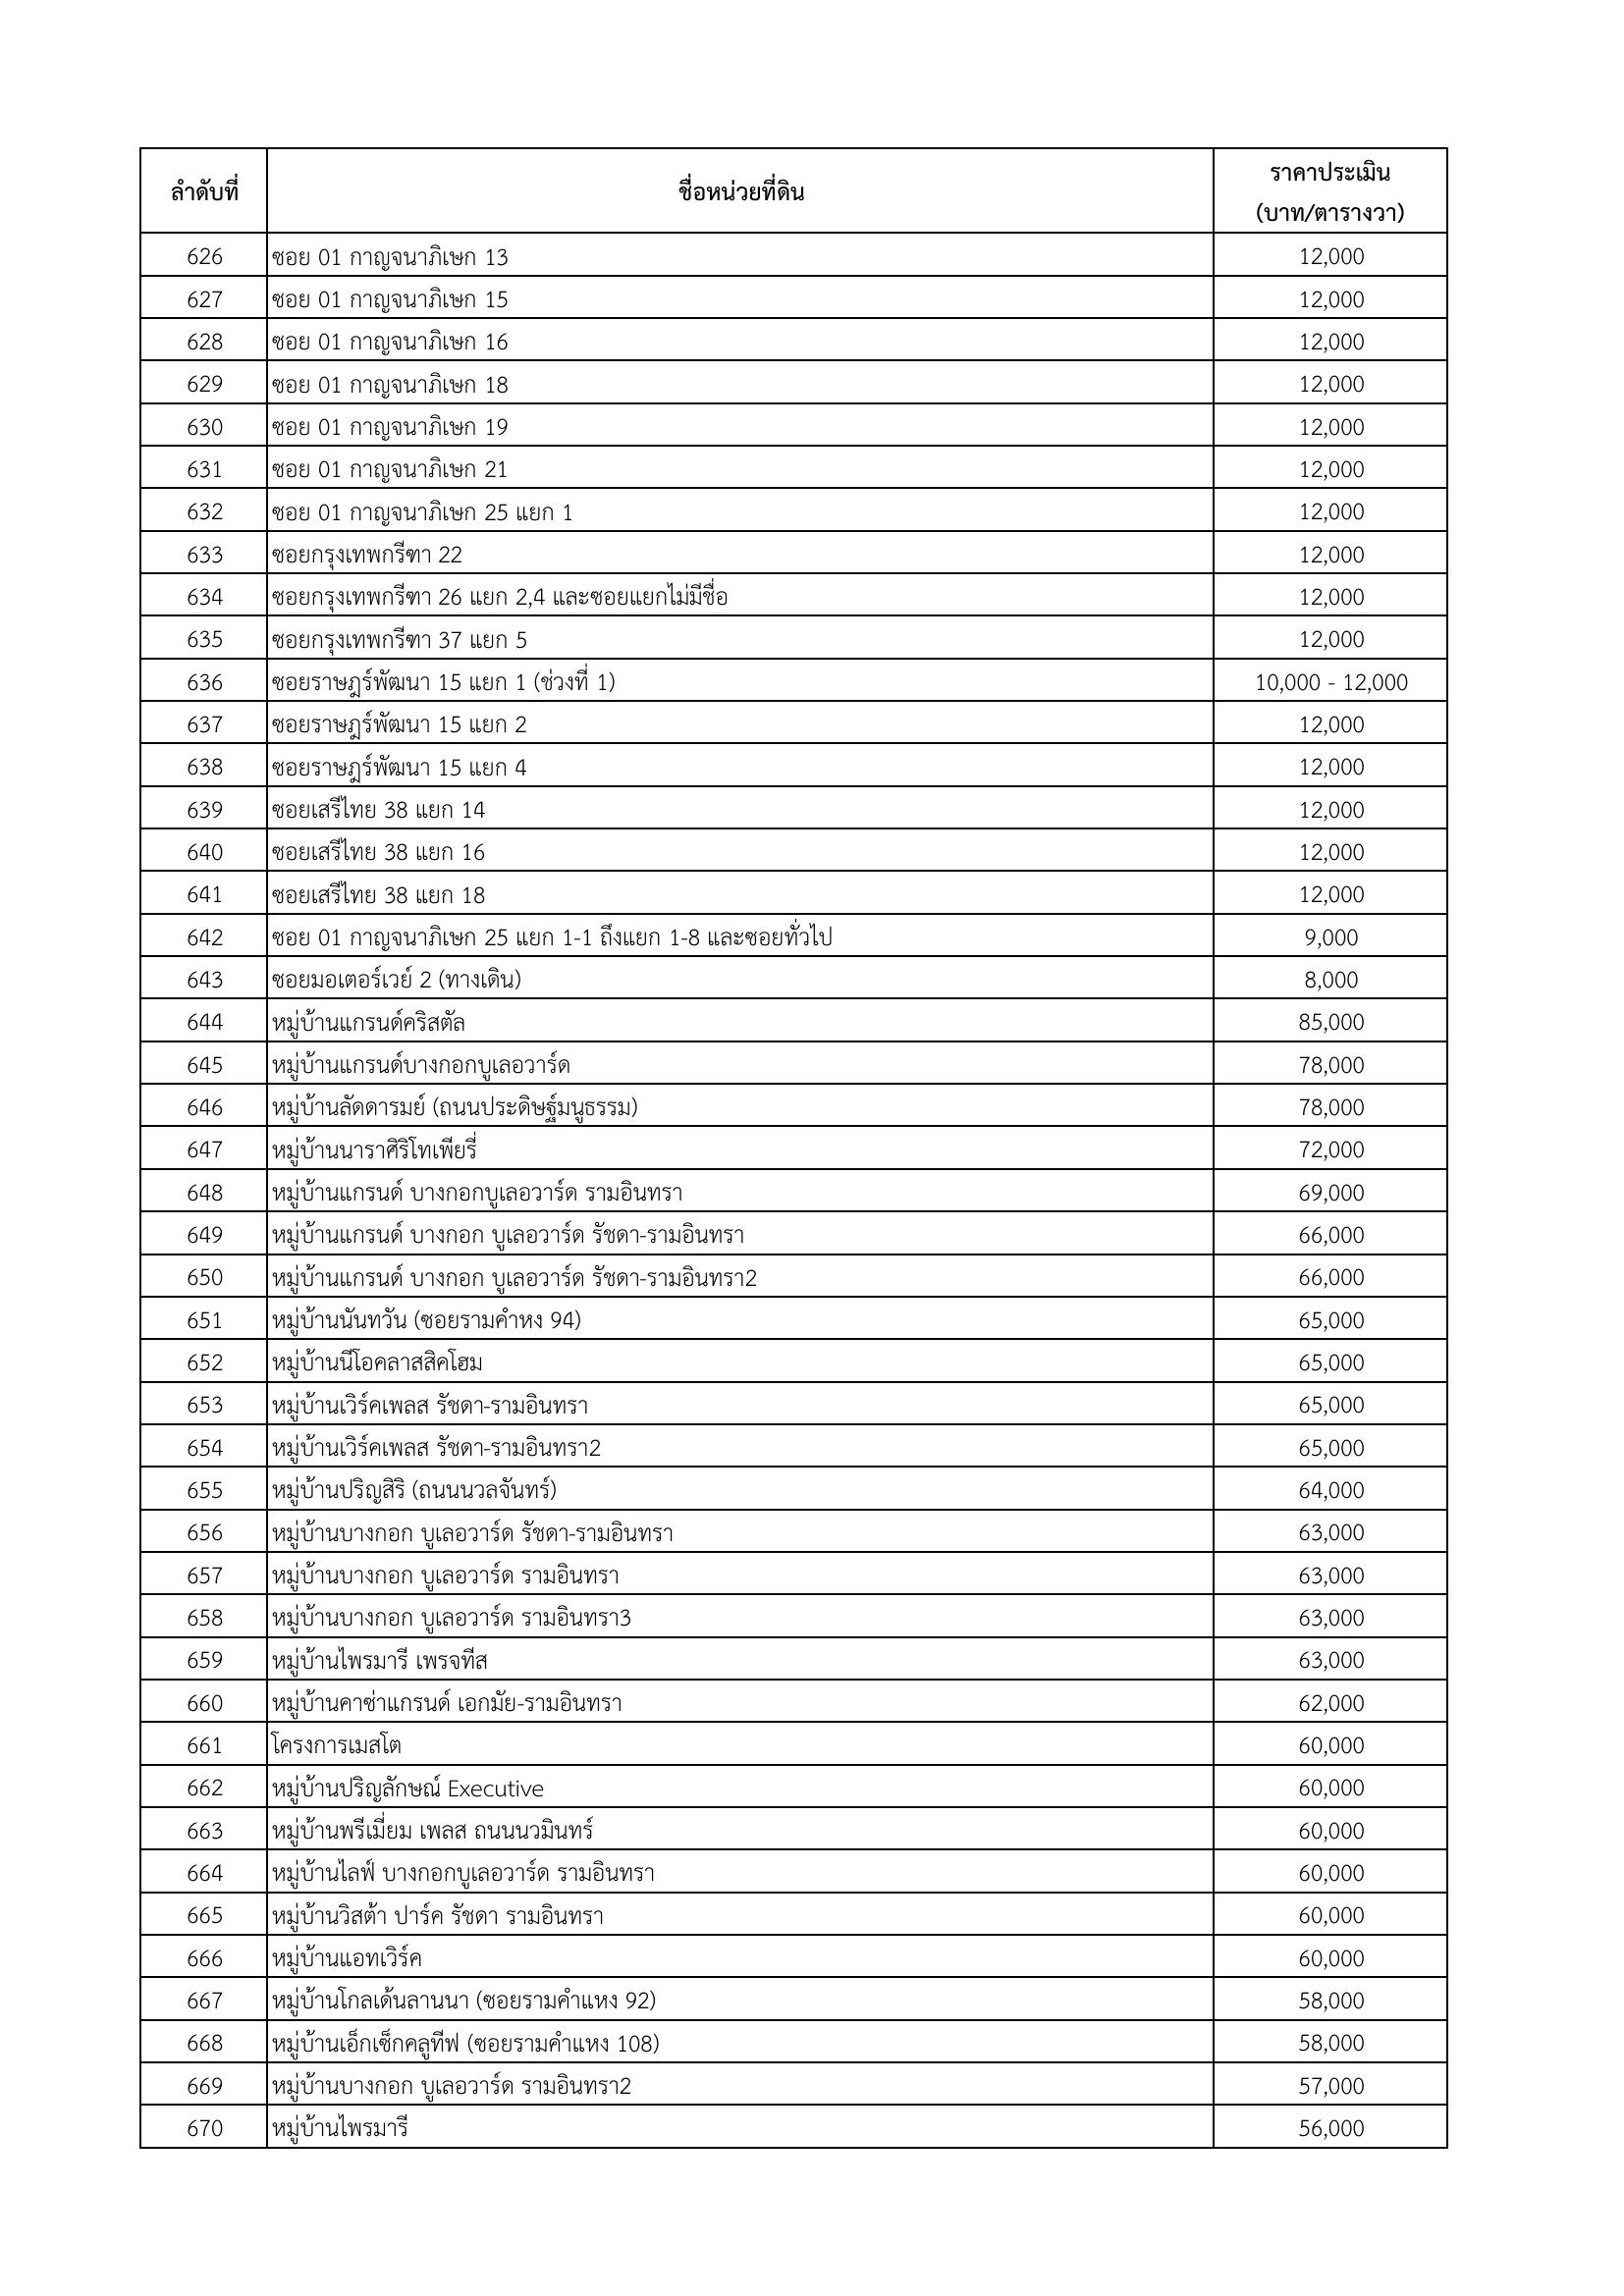 ลำดับที่ ชื่อหน่วยที่ดิน ราคาประเมิน
(บาท/ตารางวา)
626 ซอย 01 กาญจนาภิเษก 13 12,000
627 ซอย 01 กาญจนาภิเษก 15 12,000
628 ซอย 01 กาญจนาภิเษก 16 12,000
629 ซอย 01 กาญจนาภิเษก 18 12,000
630 ซอย 01 กาญจนาภิเษก 19 12,000
631 ซอย 01 กาญจนาภิเษก 21 12,000
632 ซอย 01 กาญจนาภิเษก 25 แยก 1 12,000
633 ซอยกรุงเทพกรีฑา 22 12,000
634 ซอยกรุงเทพกรีฑา 26 แยก 2,4 และซอยแยกไม่มีชื่อ 12,000
635 ซอยกรุงเทพกรีฑา 37 แยก 5 12,000
636 ซอยราษฎร์พัฒนา 15 แยก 1 (ช่วงที่ 1) 10,000 - 12,000
637 ซอยราษฎร์พัฒนา 15 แยก 2 12,000
638 ซอยราษฎร์พัฒนา 15 แยก 4 12,000
639 ซอยเสรีไทย 38 แยก 14 12,000
640 ซอยเสรีไทย 38 แยก 16 12,000
641 ซอยเสรีไทย 38 แยก 18 12,000
642 ซอย 01 กาญจนาภิเษก 25 แยก 1-1 ถึงแยก 1-8 และซอยทั่วไป 9,000
643 ซอยมอเตอร์เวย์ 2 (ทางเดิน) 8,000
644 หมู่บ้านแกรนด์คริสตัล 85,000
645 หมู่บ้านแกรนด์บางกอกบูเลอวาร์ด 78,000
646 หมู่บ้านลัดดารมย์ (ถนนประดิษฐ์มนูธรรม) 78,000
647 หมู่บ้านนาราศิริโทเพียรี่ 72,000
648 หมู่บ้านแกรนด์ บางกอกบูเลอวาร์ด รามอินทรา 69,000
649 หมู่บ้านแกรนด์ บางกอก บูเลอวาร์ด รัชดา-รามอินทรา 66,000
650 หมู่บ้านแกรนด์ บางกอก บูเลอวาร์ด รัชดา-รามอินทรา2 66,000
651 หมู่บ้านนันทวัน (ซอยรามคำหง 94) 65,000
652 หมู่บ้านนีโอคลาสสิคโฮม 65,000
653 หมู่บ้านเวิร์คเพลส รัชดา-รามอินทรา 65,000
654 หมู่บ้านเวิร์คเพลส รัชดา-รามอินทรา2 65,000
655 หมู่บ้านปริญสิริ (ถนนนวลจันทร์) 64,000
656 หมู่บ้านบางกอก บูเลอวาร์ด รัชดา-รามอินทรา 63,000
657 หมู่บ้านบางกอก บูเลอวาร์ด รามอินทรา 63,000
658 หมู่บ้านบางกอก บูเลอวาร์ด รามอินทรา3 63,000
659 หมู่บ้านไพรมารี เพรจทีส 63,000
660 หมู่บ้านคาซ่าแกรนด์ เอกมัย-รามอินทรา 62,000
661 โครงการเมสโต 60,000
662 หมู่บ้านปริญลักษณ์ Executive 60,000
663 หมู่บ้านพรีเมี่ยม เพลส ถนนนวมินทร์ 60,000
664 หมู่บ้านไลฟ์ บางกอกบูเลอวาร์ด รามอินทรา 60,000
665 หมู่บ้านวิสต้า ปาร์ค รัชดา รามอินทรา 60,000
666 หมู่บ้านแอทเวิร์ค 60,000
667 หมู่บ้านโกลเด้นลานนา (ซอยรามคำแหง 92) 58,000
668 หมู่บ้านเอ็กเซ็กคลูทีฟ (ซอยรามคำแหง 108) 58,000
669 หมู่บ้านบางกอก บูเลอวาร์ด รามอินทรา2 57,000
670 หมู่บ้านไพรมารี 56,000